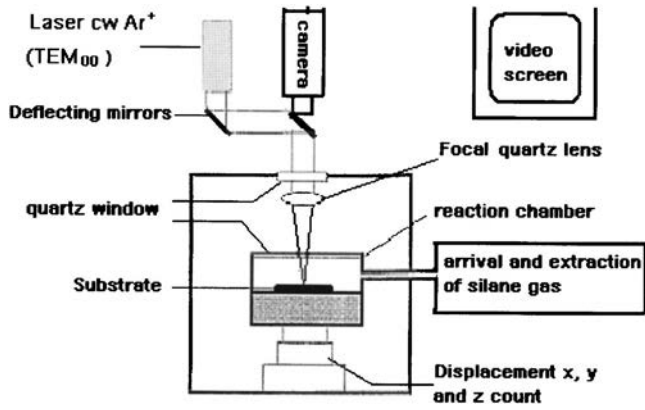 Laser cw Ar+
(TEM00)
camera
video
screen
Deflecting mirrors
Focal quartz lens
quartz window
reaction chamber
arrival and extraction
of silane gas
Substrate
Displacement x, y
and z count